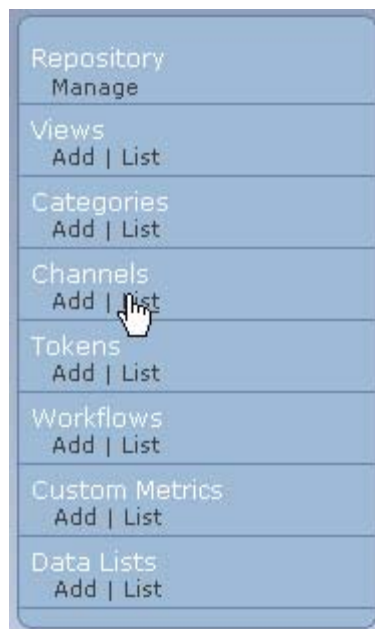 Repository
Manage
Views
Add | List
Categories
Add | List
Channels
Add | List
Tokens
Add | List
Workflows
Add | List
Custom Metrics
Add | List
Data Lists
Add | List